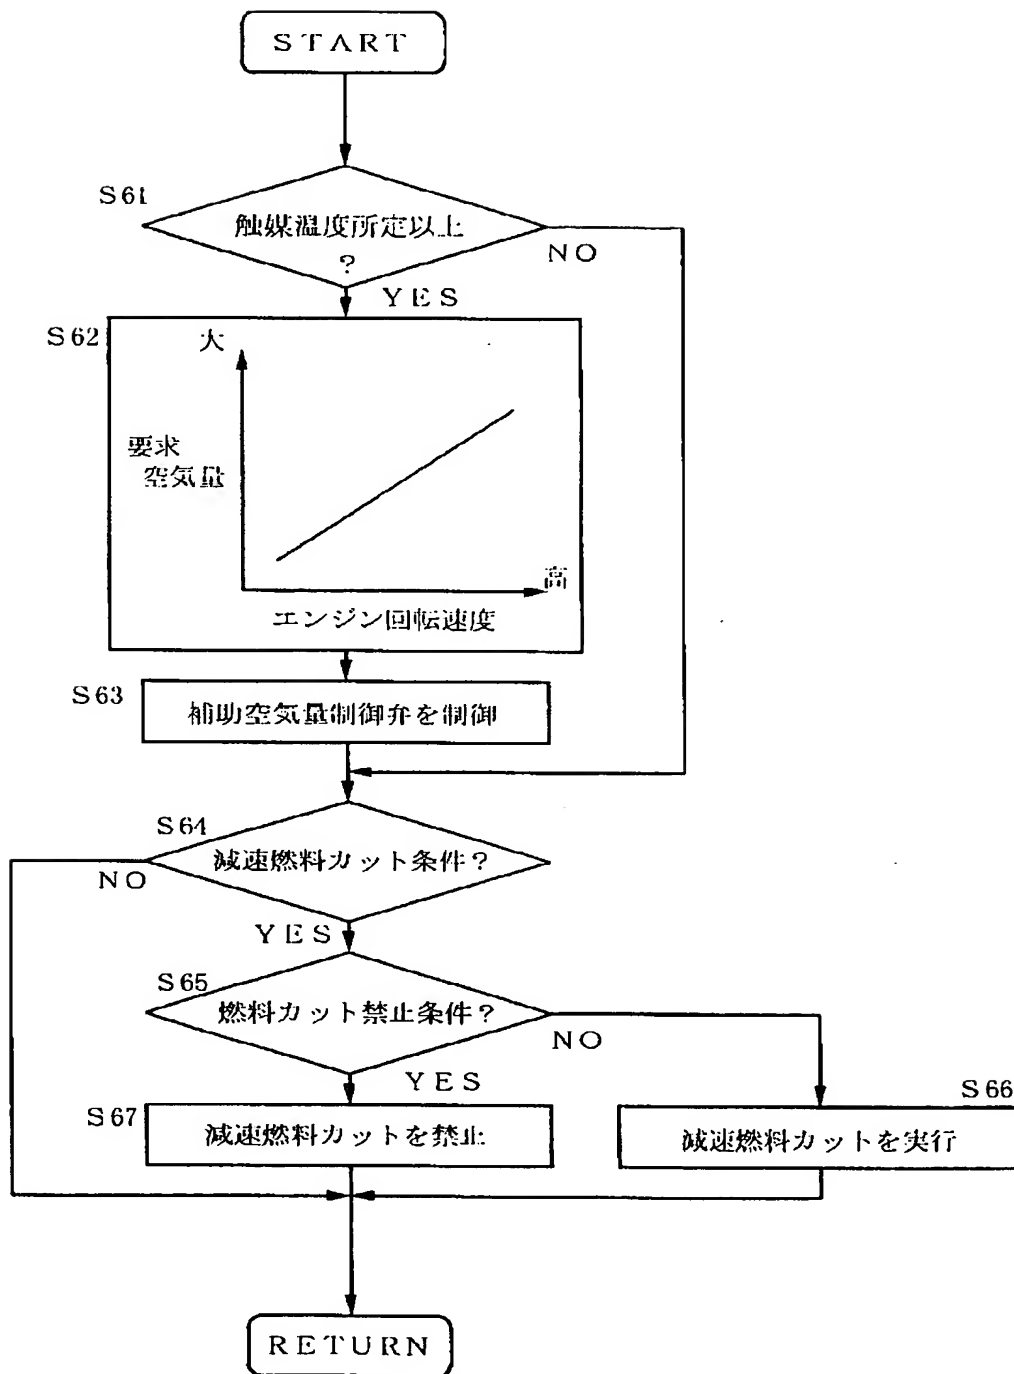 START
S61
触媒温度所定以上
?
NO
YES
S62
大
要求
空気量
高
エンジン回転速度
S63
補助空気量制御弁を制御
S64
減速燃料カット条件?
NO
YES
S65
燃料カット禁止条件?
NO
YES
S67
減速燃料カットを禁止
S66
減速燃料カットを実行
RETURN